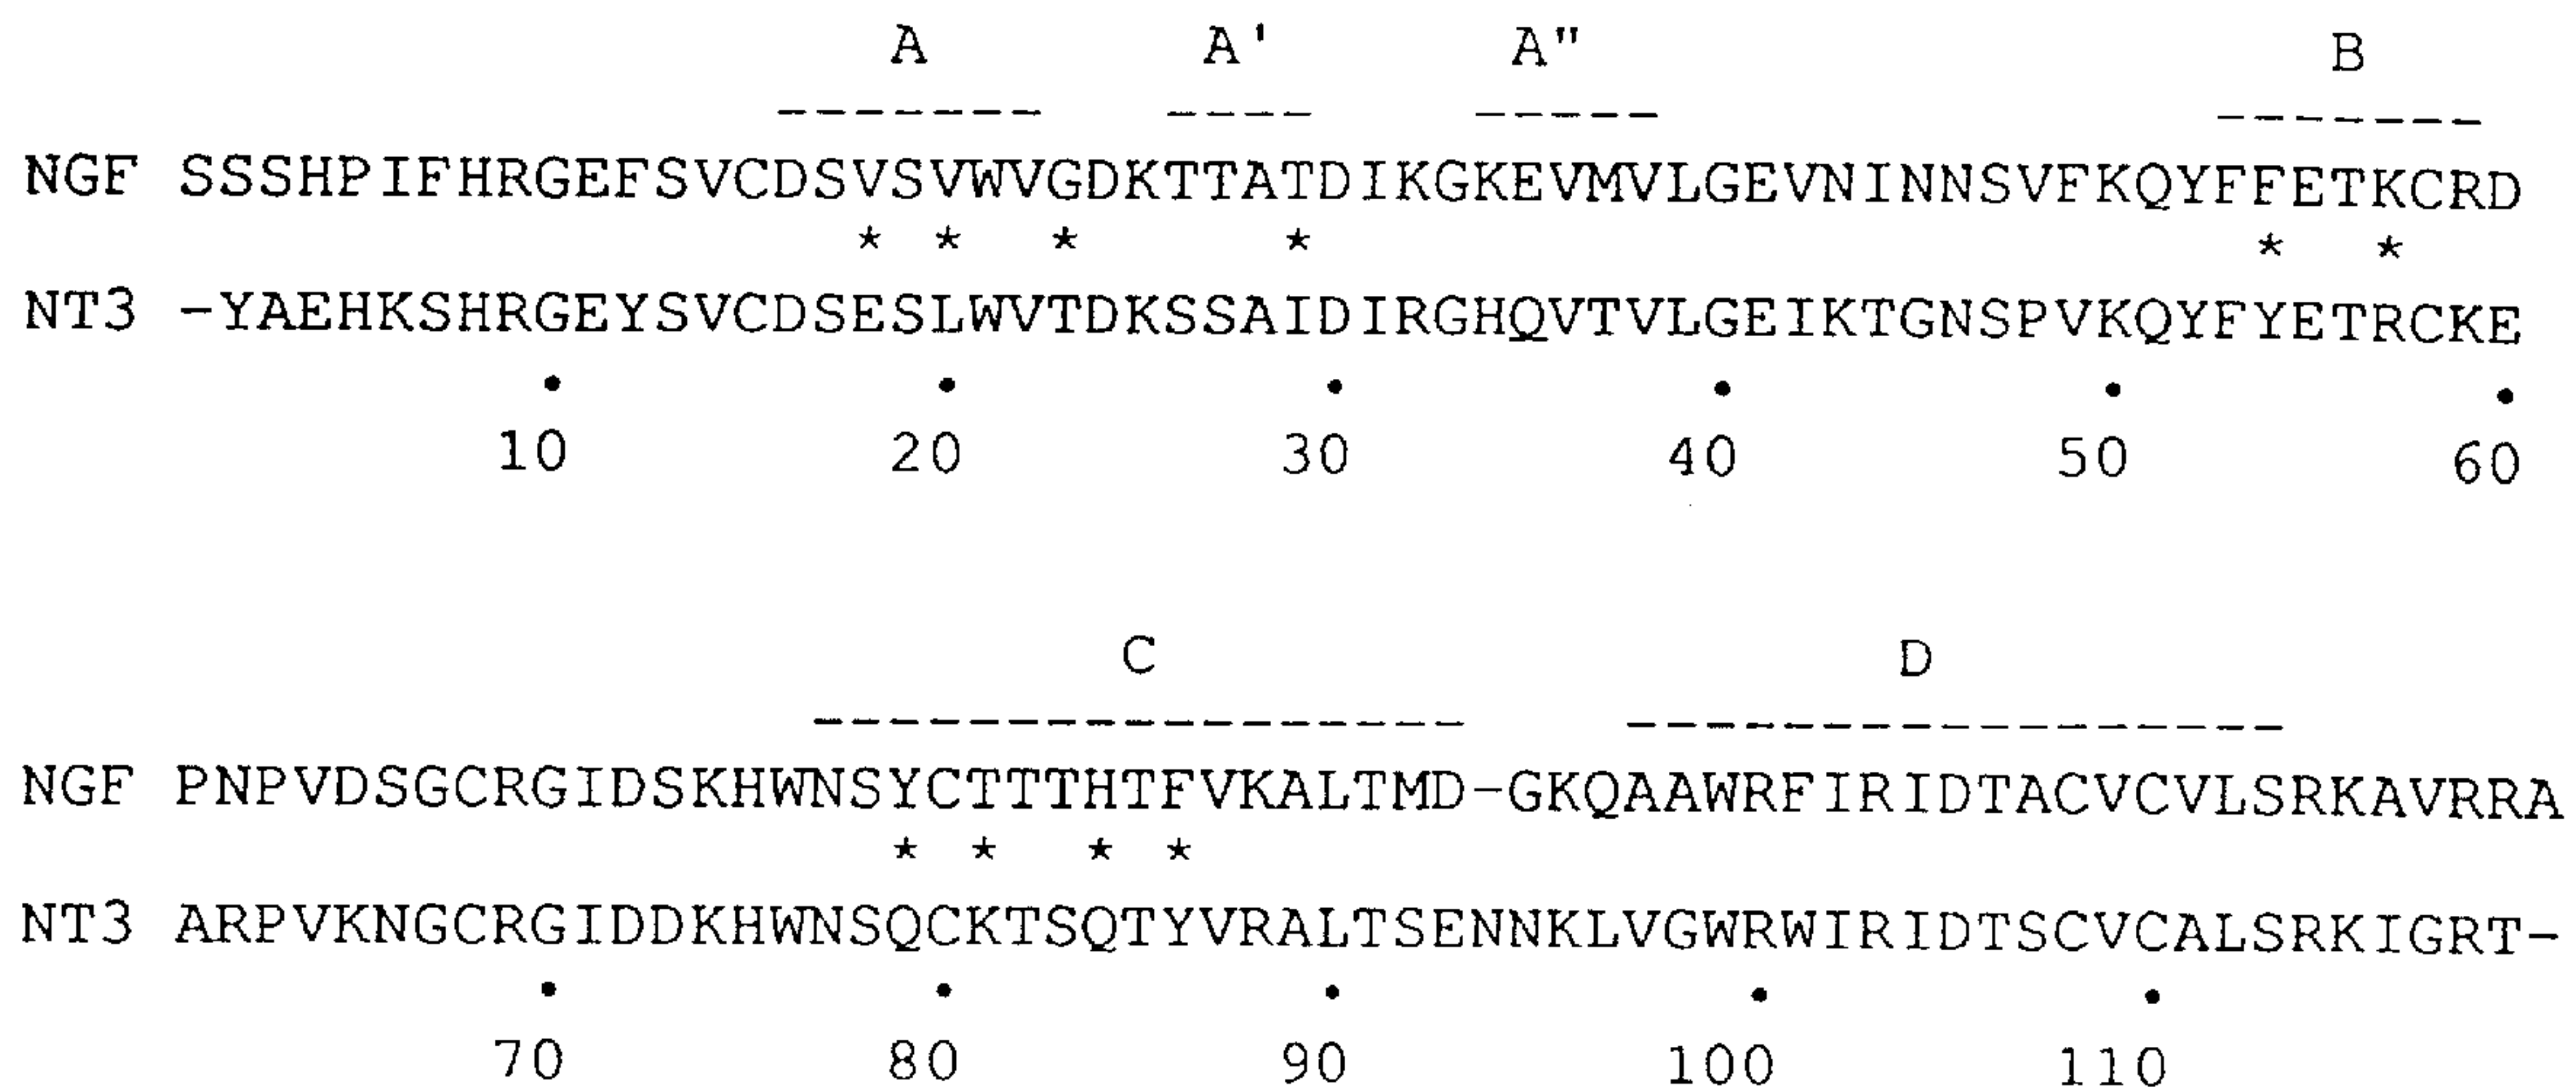 A A' A" B
------- ---- ----- -------
NGF SSSHPIFHRGEFSVCDSVSVWVGDKTTATDIKGKEVMVLGEVNINNSVFKQYFFETKCRD
* * * * * *
NT3 -YAEHKSHRGEYSVCDSESLWVTDKSSAIDIRGHQVTVLGEIKTGNSPVKQYFYETRCKE
• • • • • •
10 20 30 40 50 60
C D
----------------- -----------------
NGF PNPVDSGCRGIDSKHWNSYCTTTHTFVKALTMD-GKQAAWRFIRIDTACVCVLSRKAVRRA
* * * *
NT3 ARPVKNGCRGIDDKHWNSQCKTSQTYVRALTSENNKLVGWRWIRIDTSCVCALSRKIGRT-
• • • • •
70 80 90 100 110